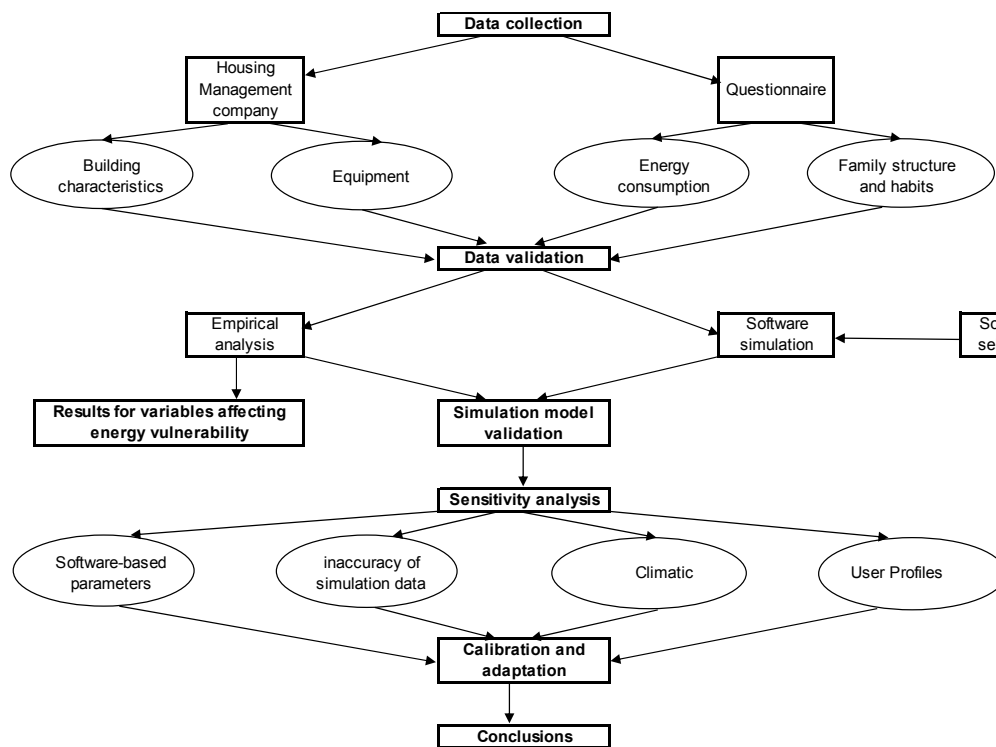 Data collection
Housing
Management
company
Questionnaire
Building
characteristics
Equipment
Energy
consumption
Family structure
and habits
Data validation
Empirical
analysis
Software
simulation
Results for variables affecting
energy vulnerability
Simulation model
validation
Sensitivity analysis
Software-based
parameters
inaccuracy of
simulation data
Climatic
User Profiles
Calibration and
adaptation
Conclusions